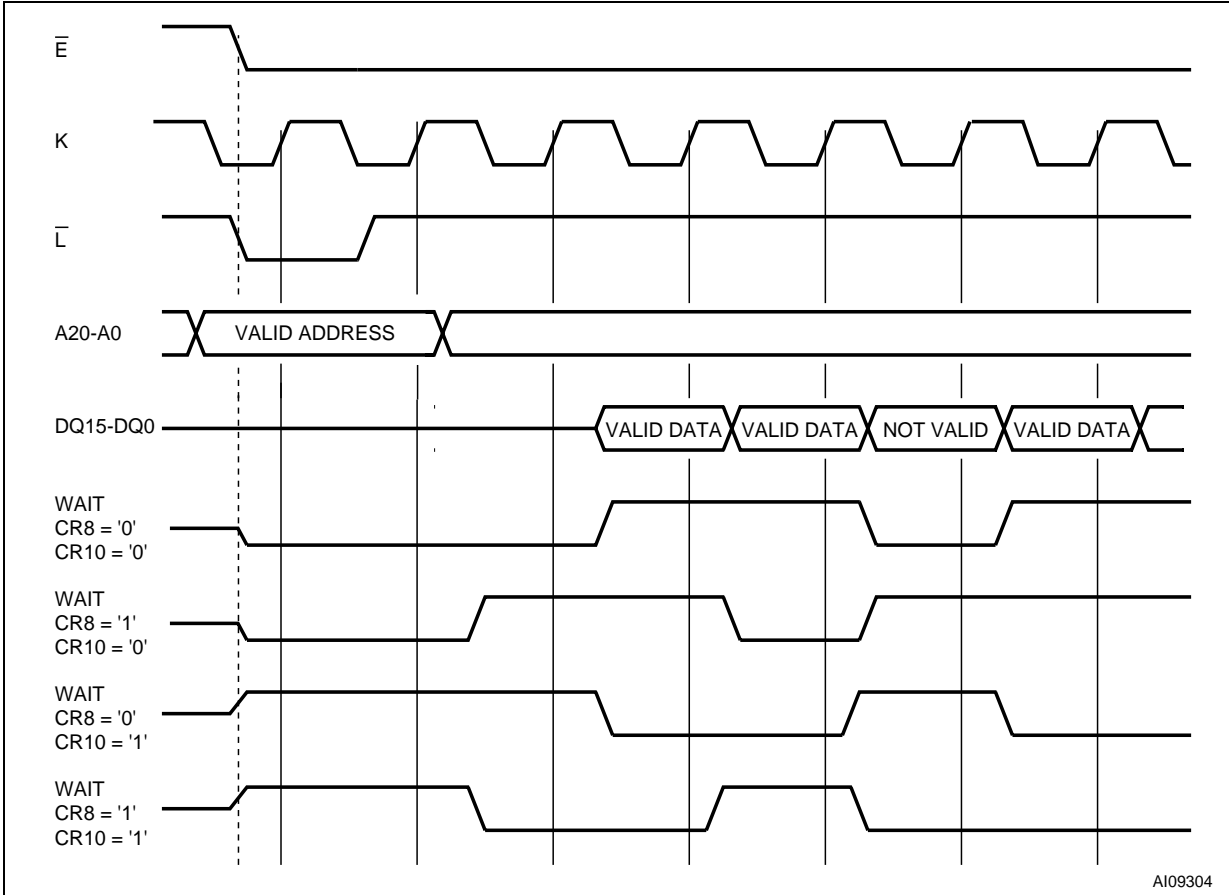 E
K
L
A20-A0
VALID ADDRESS
DQ15-DQ0
VALID DATA
VALID DATA
NOT VALID
VALID DATA
WAIT
CR8 = '0'
CR10 = '0'
WAIT
CR8 = '1'
CR10 = '0'
WAIT
CR8 = '0'
CR10 = '1'
WAIT
CR8 = '1'
CR10 = '1'
AI09304